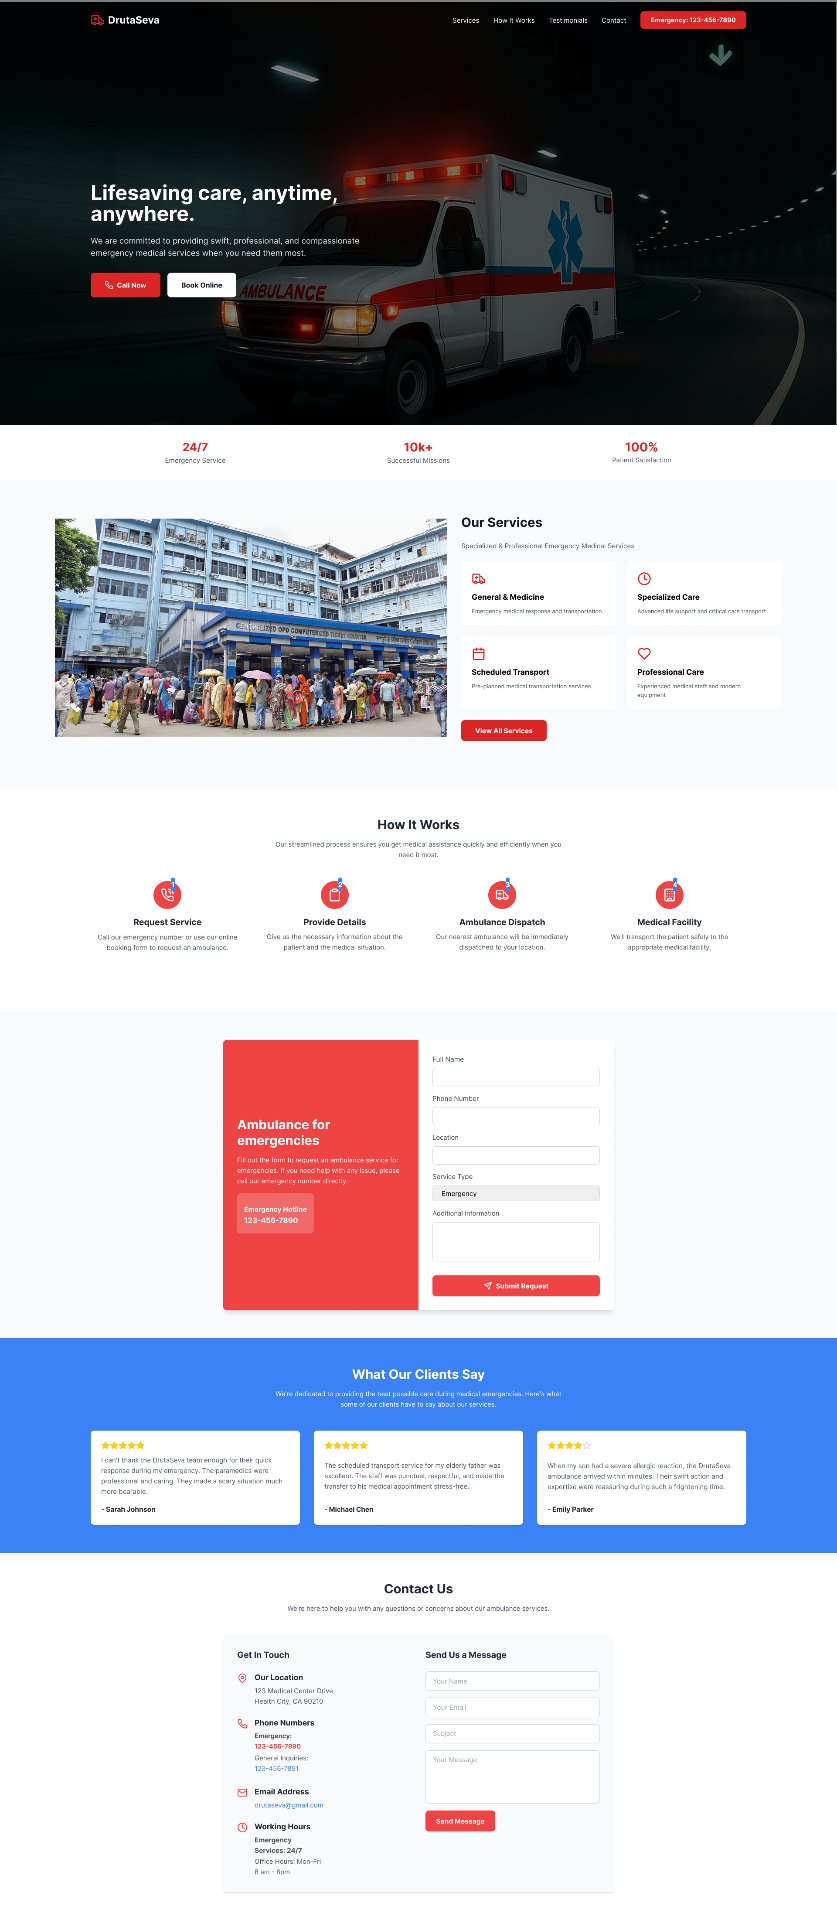 DrutaSeva
Services
How It Works
Testimonials
Contact
Emergency: 123-456-7890
Lifesaving care, anytime,
anywhere.
We are committed to providing swift, professional, and compassionate
emergency medical services when you need them most.
Call Now
Book Online
AMBULANCE
24/7
Emergency Service
10k+
Successful Missions
100%
Patient Satisfaction
CENTRALIZED OPD COMPUTERIZED TICKET COUNTER
Our Services
Specialized & Professional Emergency Medical Services
General & Medicine
Emergency medical response and transportation
Specialized Care
Advanced life support and critical care transport
Scheduled Transport
Pre-planned medical transportation services
Professional Care
Experienced medical staff and modern
equipment
View All Services
How It Works
Our streamlined process ensures you get medical assistance quickly and efficiently when you
need it most.
1
Request Service
Call our emergency number or use our online
booking form to request an ambulance.
2
Provide Details
Give us the necessary information about the
patient and the medical situation.
3
Ambulance Dispatch
Our nearest ambulance will be immediately
dispatched to your location.
4
Medical Facility
We'll transport the patient safely to the
appropriate medical facility.
Ambulance for
emergencies
Fill out the form to request an ambulance service for
emergencies. If you need help with any issue, please
call our emergency number directly.
Emergency Hotline
123-456-7890
Full Name
Phone Number
Location
Service Type
Emergency
Additional Information
Submit Request
What Our Clients Say
We're dedicated to providing the best possible care during medical emergencies. Here's what
some of our clients have to say about our services.
I can't thank the DrutaSeva team enough for their quick
response during my emergency. The paramedics were
professional and caring. They made a scary situation much
more bearable.
- Sarah Johnson
The scheduled transport service for my elderly father was
excellent. The staff was punctual, respectful, and made the
transfer to his medical appointment stress-free.
- Michael Chen
When my son had a severe allergic reaction, the DrutaSeva
ambulance arrived within minutes. Their swift action and
expertise were reassuring during such a frightening time.
- Emily Parker
Contact Us
We're here to help you with any questions or concerns about our ambulance services.
Get In Touch
Our Location
123 Medical Center Drive
Health City, CA 90210
Phone Numbers
Emergency:
123-456-7890
General Inquiries:
123-456-7891
Email Address
drutaseva@gmail.com
Working Hours
Emergency
Services: 24/7
Office Hours: Mon-Fri
8 am - 8pm
Send Us a Message
Your Name
Your Email
Subject
Your Message
Send Message